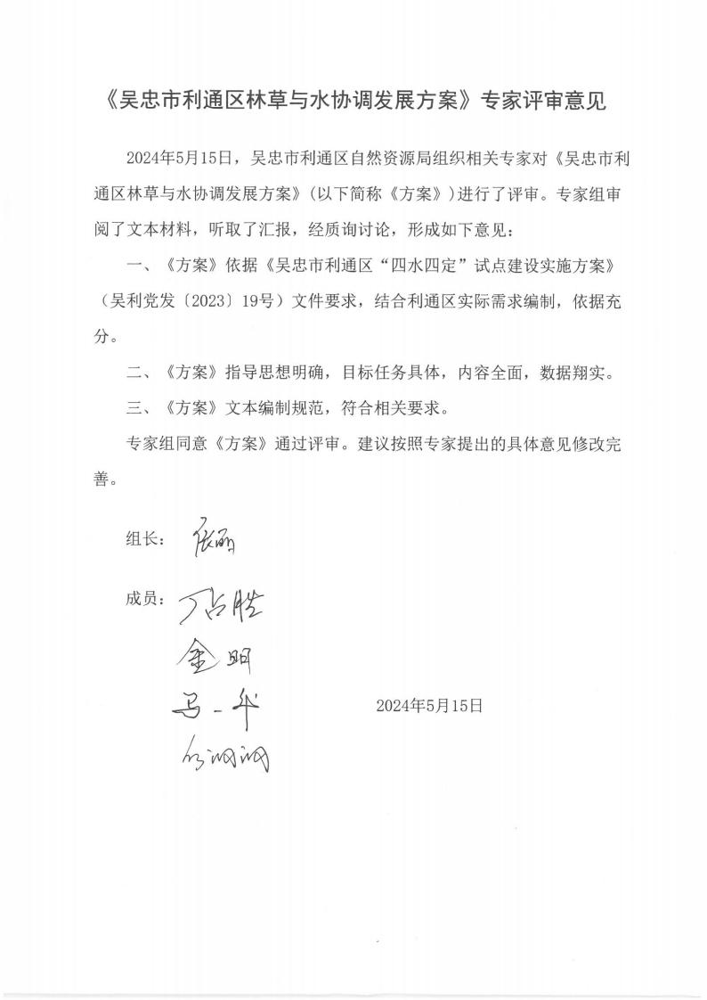 《吴忠市利通区林草与水协调发展方案》专家评审意见
2024年5月15日，吴忠市利通区自然资源局组织相关专家对《吴忠市利
通区林草与水协调发展方案》(以下简称《方案》)进行了评审。专家组审
阅了文本材料，听取了汇报，经质询讨论，形成如下意见：
一、《方案》依据《吴忠市利通区“四水四定”试点建设实施方案》
（吴利党发〔2023〕19号）文件要求，结合利通区实际需求编制，依据充
分。
二、《方案》指导思想明确，目标任务具体，内容全面，数据翔实。
三、《方案》文本编制规范，符合相关要求。
专家组同意《方案》通过评审。建议按照专家提出的具体意见修改完
善。
组长：
成员：
金明
马一
2024年5月15日